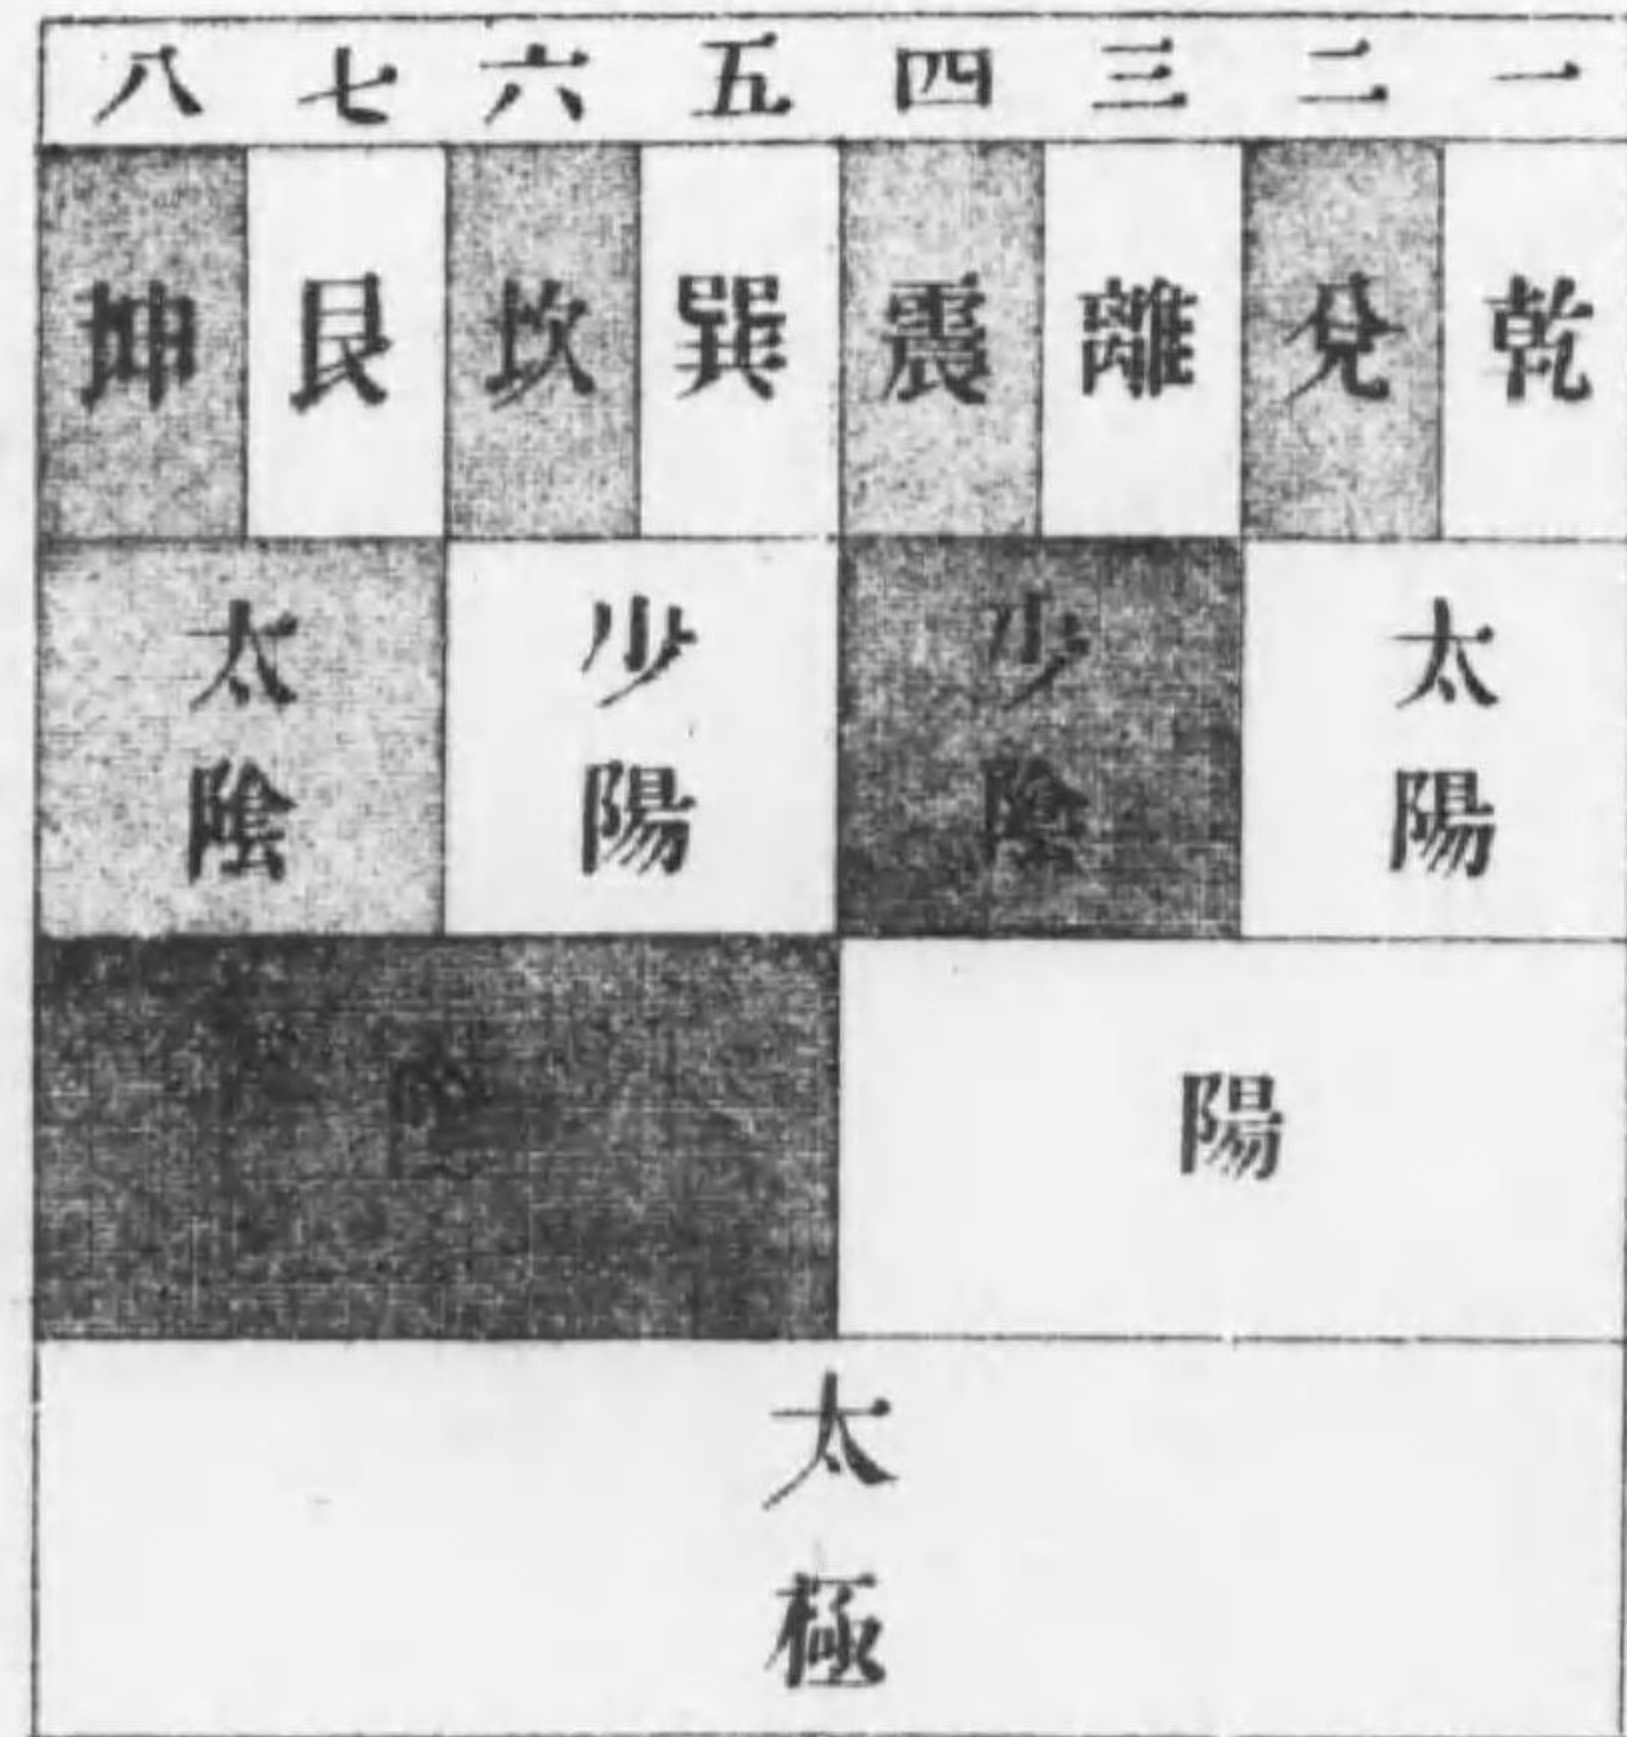 一 二 三 四 五 六 七 八
乾 兌 離 震 巽 坎 艮 坤
太陽 少陰 少陽 太陰
陽 陰
太極